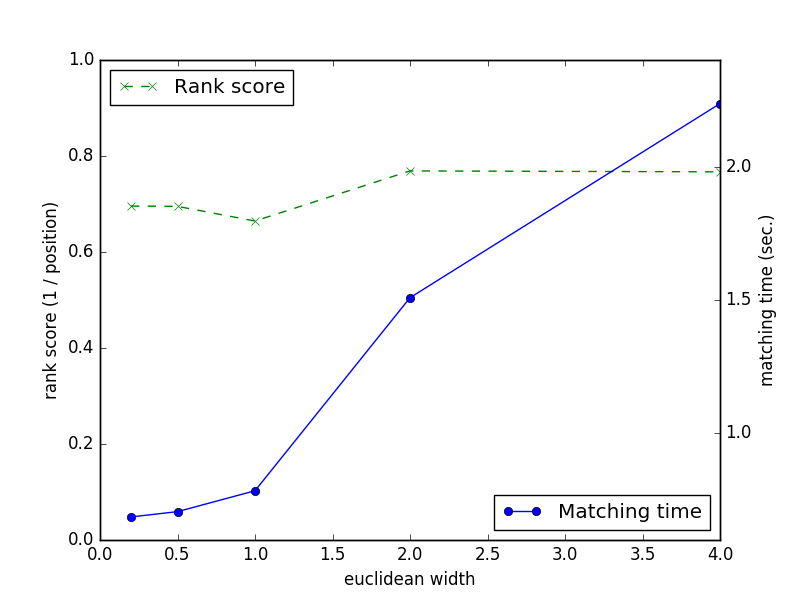 1.0
Rank score
0.8
2.0
0.6
1.5
0.4
1.0
0.2
Matching time
0.0
0.0 0.5 1.0 1.5 2.0 2.5 3.0 3.5 4.0
euclidean width
rank score (1 / position)
matching time (sec.)